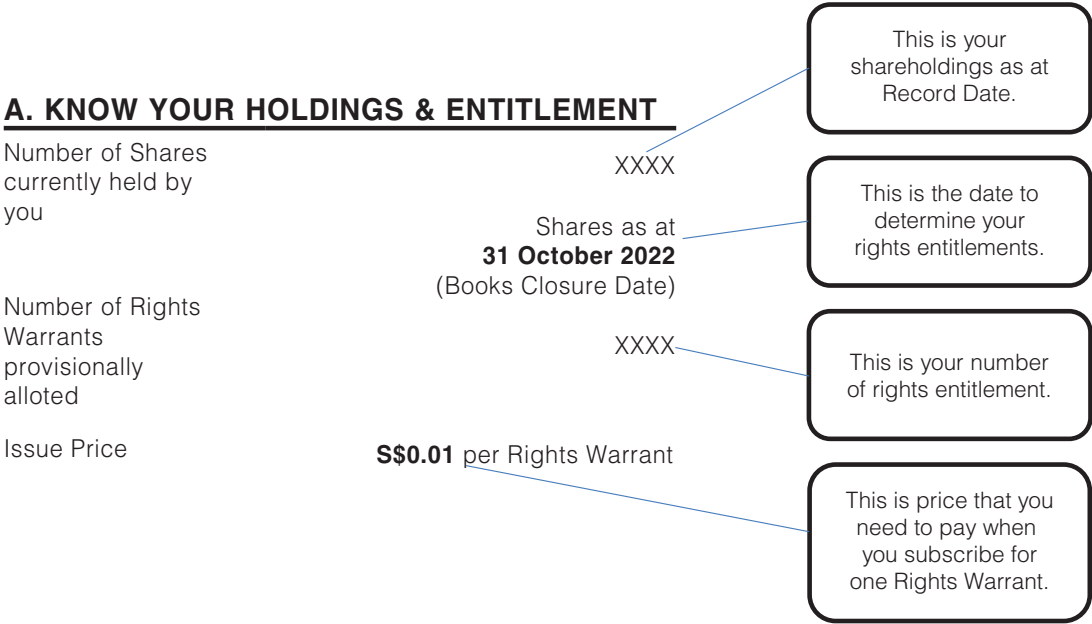 A. KNOW YOUR HOLDINGS & ENTITLEMENT
Number of Shares
currently held by
you
XXXX
Shares as at
31 October 2022
(Books Closure Date)
Number of Rights
Warrants
provisionally
alloted
XXXX
Issue Price
S$0.01 per Rights Warrant
This is your
shareholdings as at
Record Date.
This is the date to
determine your
rights entitlements.
This is your number
of rights entitlement.
This is price that you
need to pay when
you subscribe for
one Rights Warrant.